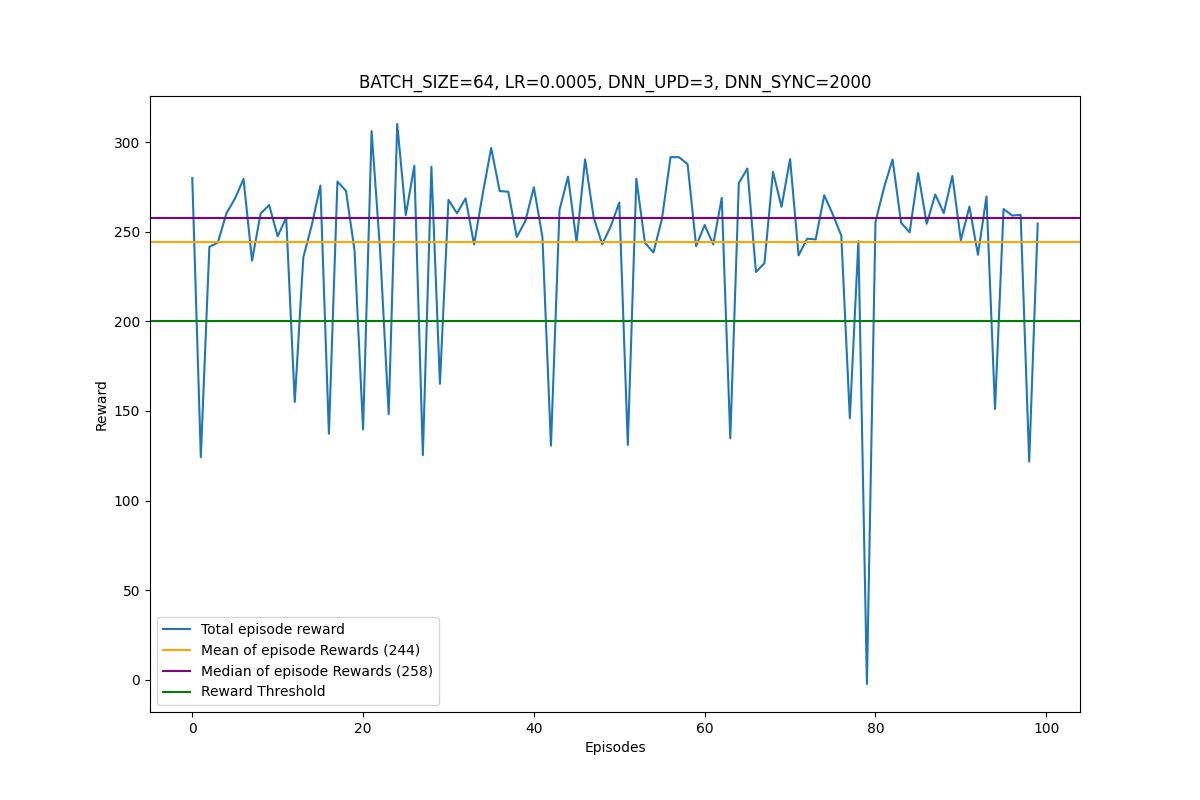 BATCH_SIZE=64, LR=0.0005, DNN_UPD=3, DNN_SYNC=2000
300
250
200
150
100
50
0
Reward
Total episode reward
Mean of episode Rewards (244)
Median of episode Rewards (258)
Reward Threshold
0 20 40 60 80 100
Episodes